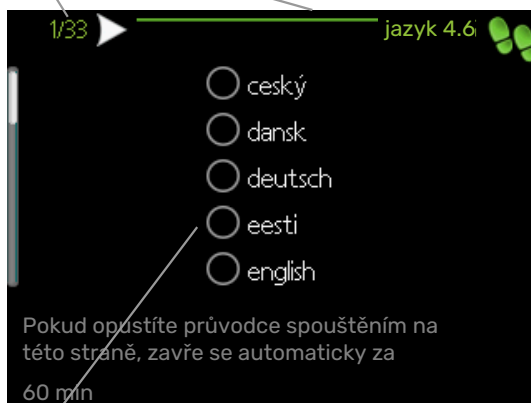 1/33
jazyk 4.6
ceský
dansk
deutsch
eesti
english
Pokud opustíte průvodce spouštěním na
této straně, zavře se automaticky za
60 min